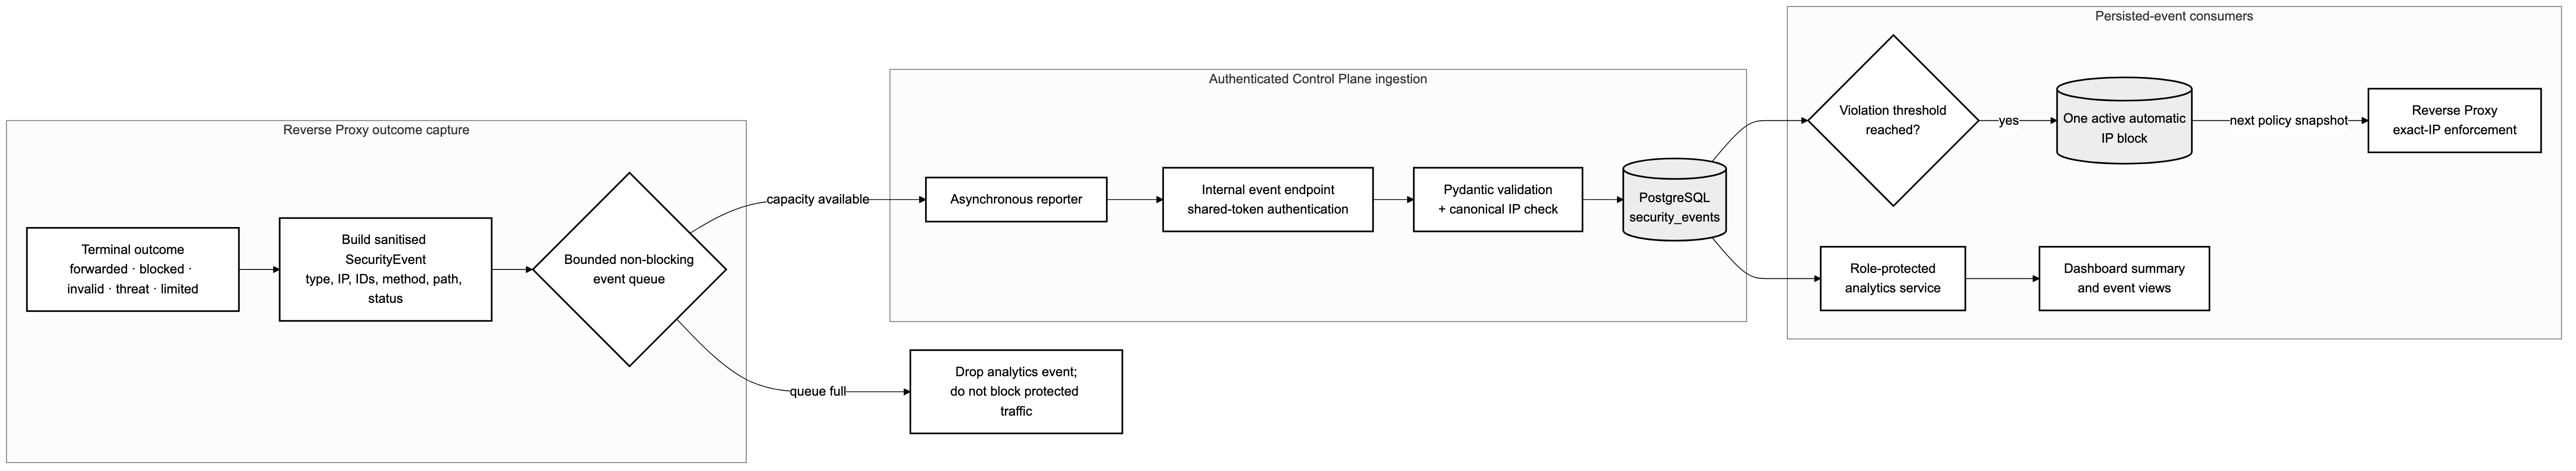 Reverse Proxy outcome capture
Terminal outcome
forwarded · blocked ·
invalid · threat · limited
Build sanitised
SecurityEvent
type, IP, IDs, method, path,
status
Bounded non-blocking
event queue
capacity available
queue full
Drop analytics event;
do not block protected
traffic
Authenticated Control Plane ingestion
Asynchronous reporter
Internal event endpoint
shared-token authentication
Pydantic validation
+ canonical IP check
PostgreSQL
security_events
Persisted-event consumers
Violation threshold
reached?
yes
One active automatic
IP block
next policy snapshot
Reverse Proxy
exact-IP enforcement
Role-protected
analytics service
Dashboard summary
and event views